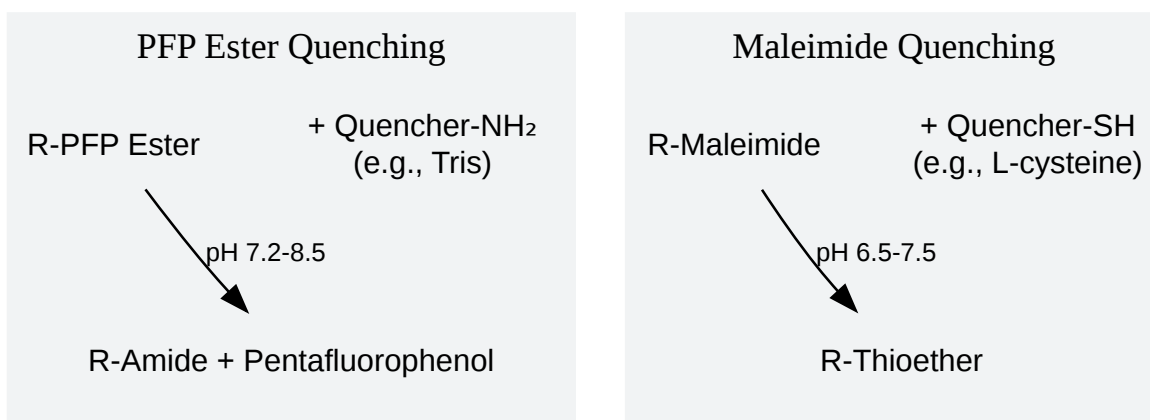 PFP Ester Quenching
R-PFP Ester
+ Quencher-NH₂
(e.g., Tris)
pH 7.2-8.5
R-Amide + Pentafluorophenol
Maleimide Quenching
R-Maleimide
+ Quencher-SH
(e.g., L-cysteine)
pH 6.5-7.5
R-Thioether